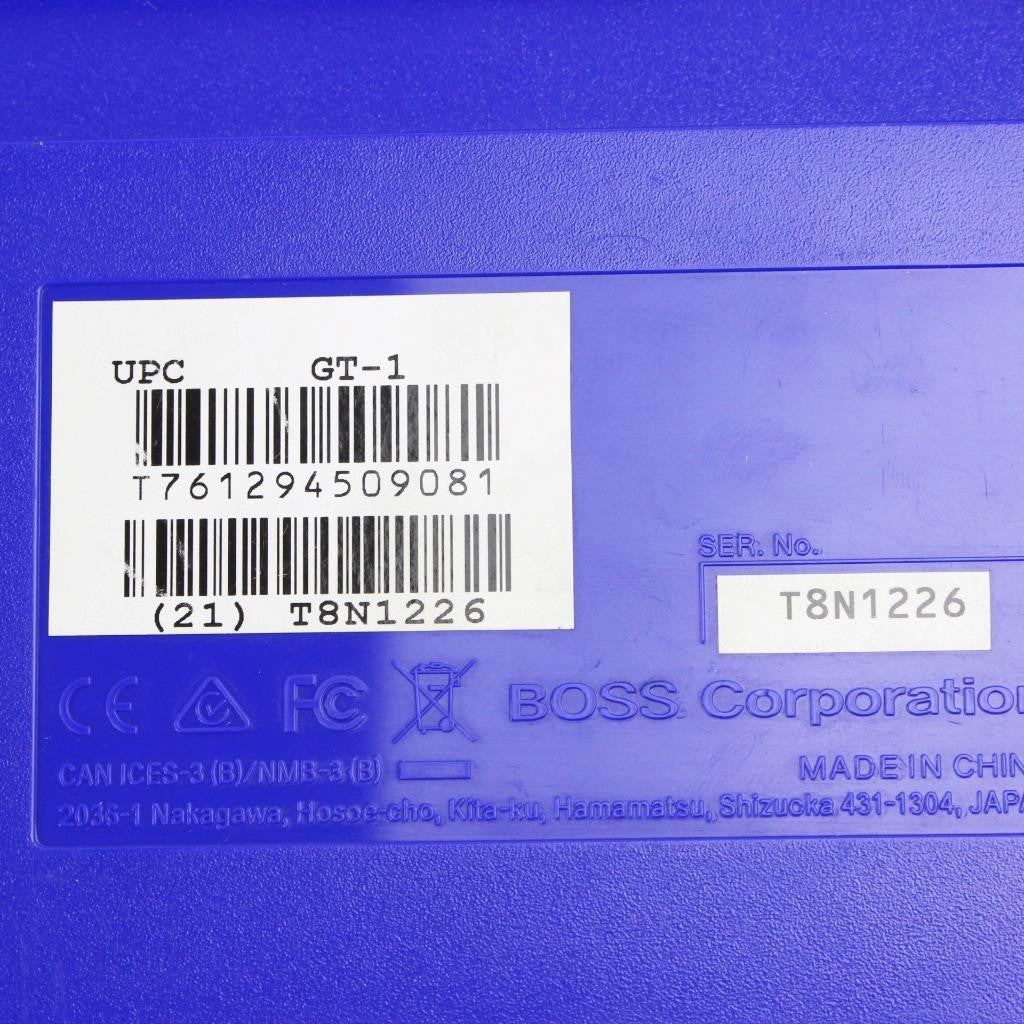 UPC GT-1
T761294509081
(21) T8N1226
SER. No.
T8N1226
CE FC BOSS Corporation
CAN ICES-3 (B)/NMB-3 (B)
MADE IN CHIN
2036-1 Nakagawa, Hosoe-cho, Kita-ku, Hamamatsu, Shizuoka 431-1304, JAPA